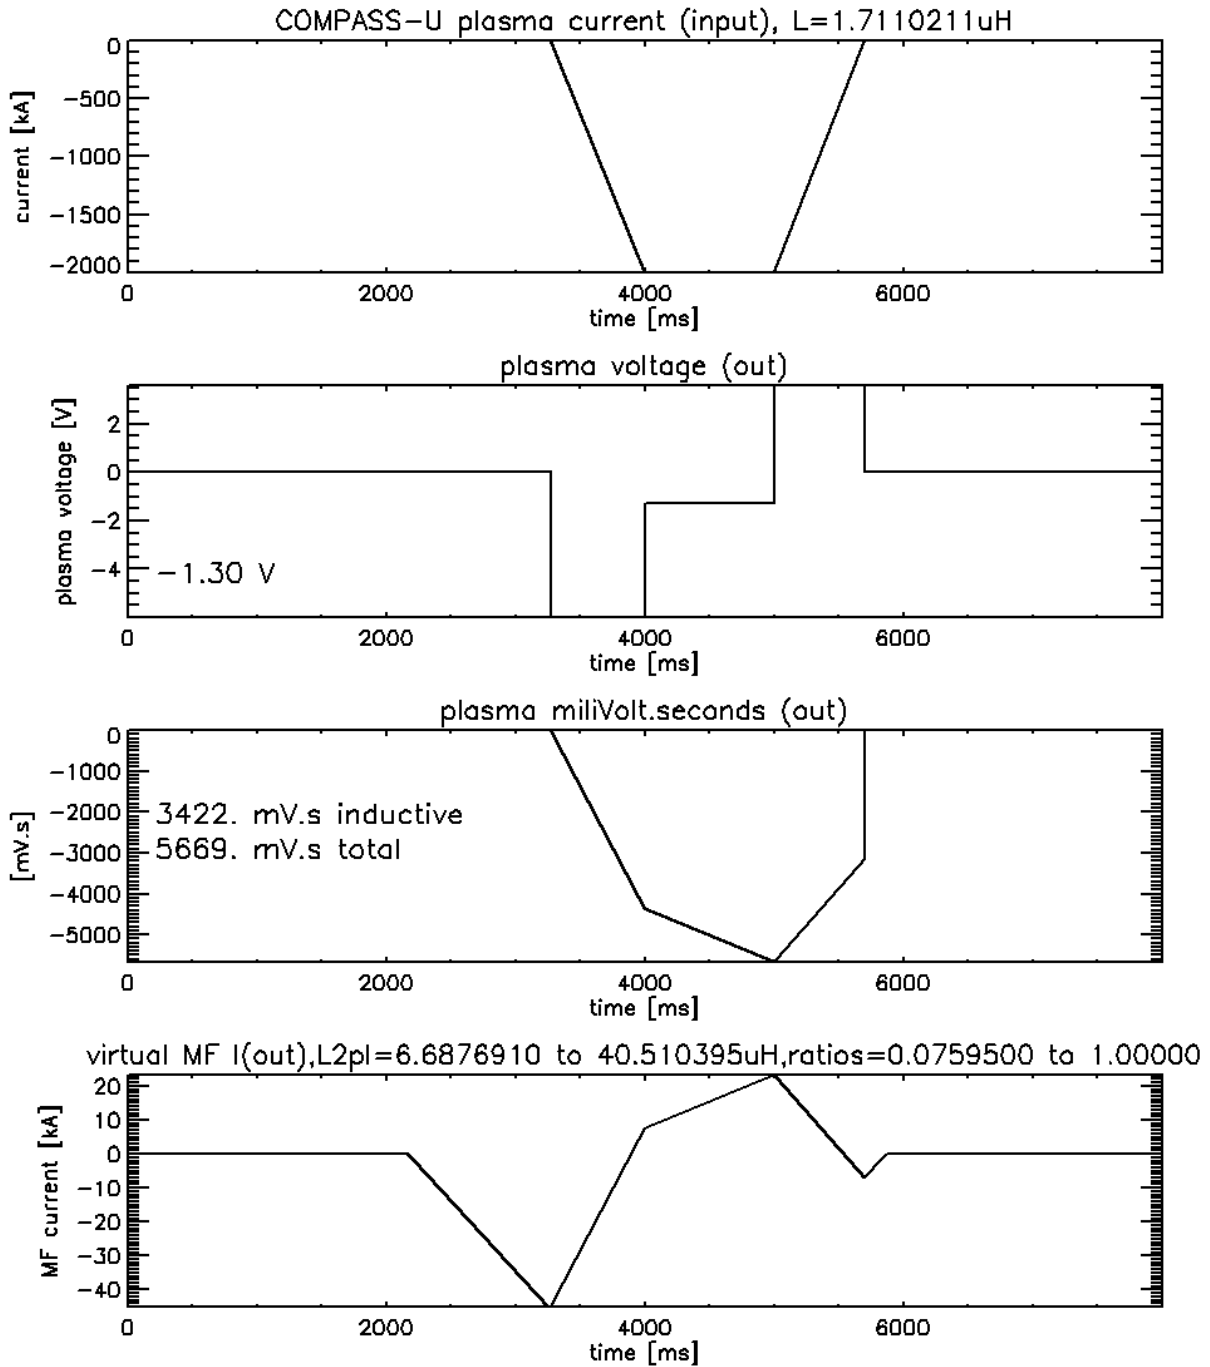 COMPASS-U plasma current (input), L=1.7110211uH
0
-500
-1000
-1500
-2000
current [kA]
0 2000 4000 6000
time [ms]
plasma voltage (out)
2
0
-2
-4
plasma voltage [V]
-1.30 V
0 2000 4000 6000
time [ms]
plasma miliVolt.seconds (out)
0
-1000
-2000
-3000
-4000
-5000
[mV.s]
3422. mV.s inductive
5669. mV.s total
0 2000 4000 6000
time [ms]
virtual MF I(out),L2pl=6.6876910 to 40.510395uH,ratios=0.0759500 to 1.00000
20
10
0
-10
-20
-30
-40
MF current [kA]
0 2000 4000 6000
time [ms]